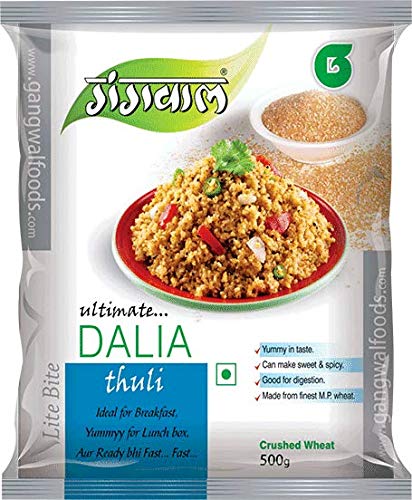 गंगवाल®
www.gangwalfoods.com
ultimate...
DALIA
thuli
Lite Bite
Ideal for Breakfast,
Yummyy for Lunch box,
Aur Ready bhi Fast... Fast...
Yummy in taste.
Can make sweet & spicy.
Good for digestion.
Made from finest M.P. wheat.
www.gangwalfoods.com
Crushed Wheat
500g